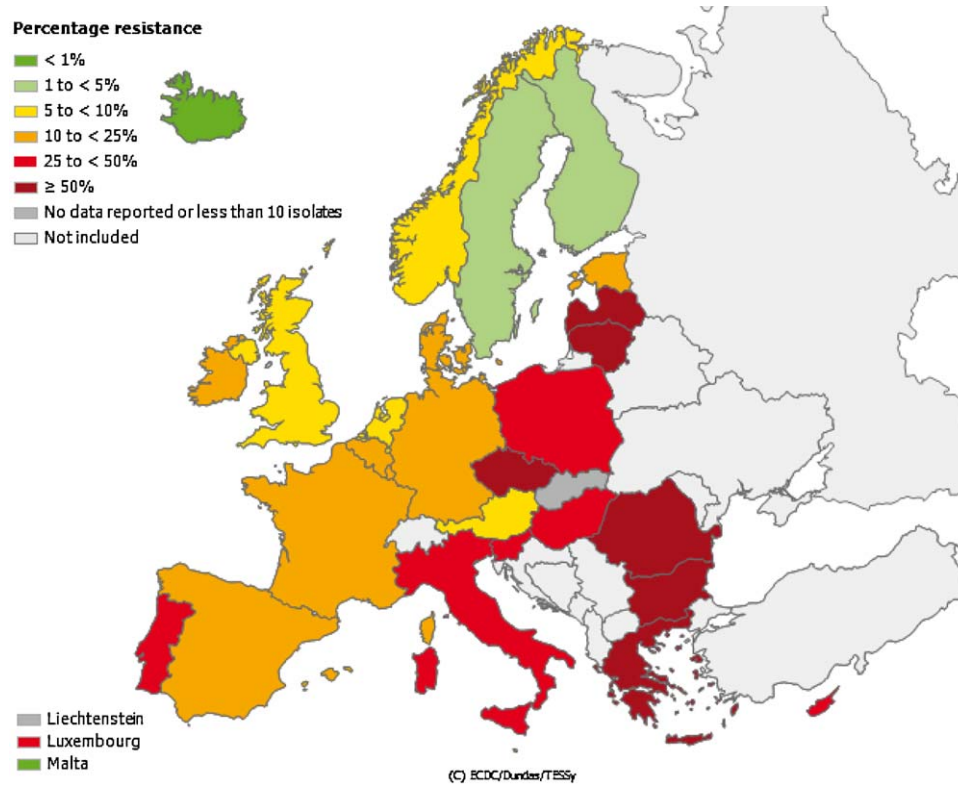 Percentage resistance
< 1%
1 to < 5%
5 to < 10%
10 to < 25%
25 to < 50%
≥ 50%
No data reported or less than 10 isolates
Not included
Liechtenstein
Luxembourg
Malta
(C) ECDC/Dundas/TESSy